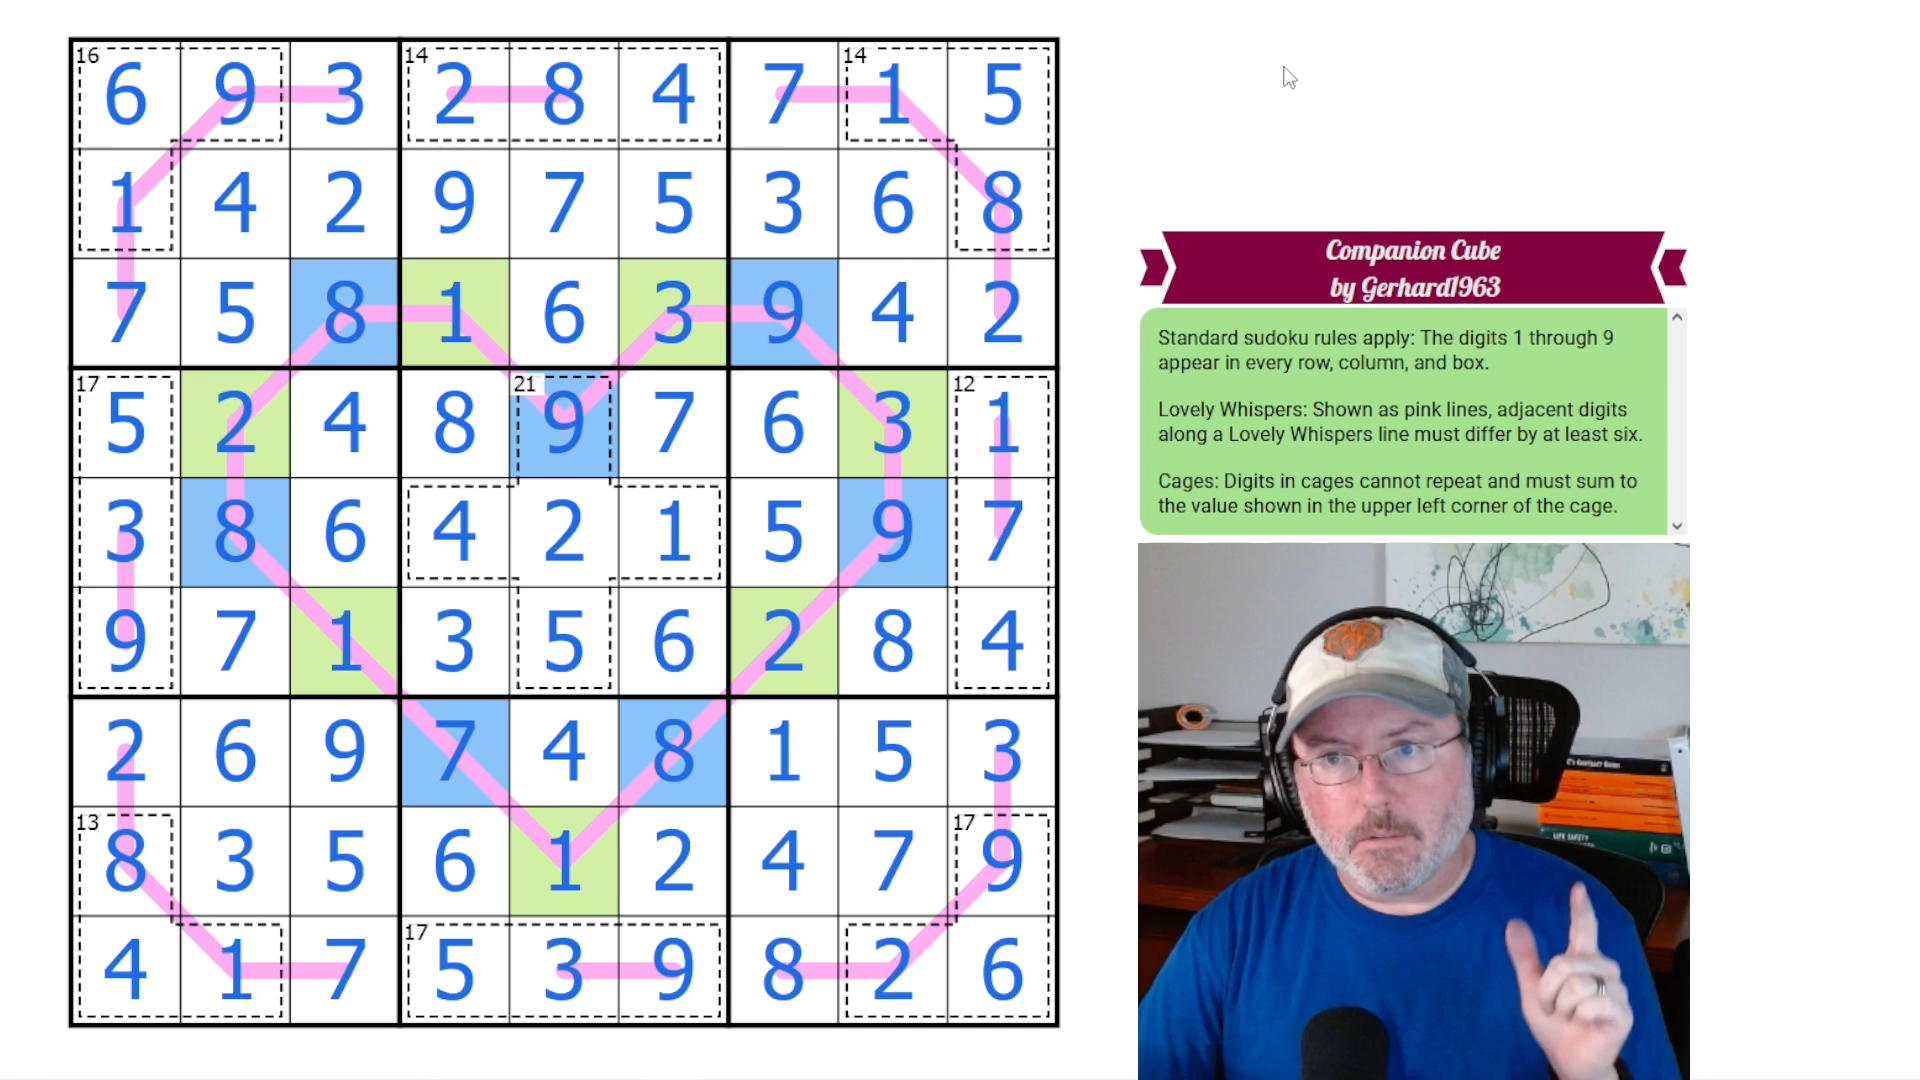 16 14 14
6 9 3 2 8 4 7 1 5
1 4 2 9 7 5 3 6 8
7 5 8 1 6 3 9 4 2
17 21 12
5 2 4 8 9 7 6 3 1
3 8 6 4 2 1 5 9 7
9 7 1 3 5 6 2 8 4
2 6 9 7 4 8 1 5 3
13 17
8 3 5 6 1 2 4 7 9
17
4 1 7 5 3 9 8 2 6
Companion Cube
by Gerhard1963
Standard sudoku rules apply: The digits 1 through 9
appear in every row, column, and box.
Lovely Whispers: Shown as pink lines, adjacent digits
along a Lovely Whispers line must differ by at least six.
Cages: Digits in cages cannot repeat and must sum to
the value shown in the upper left corner of the cage.